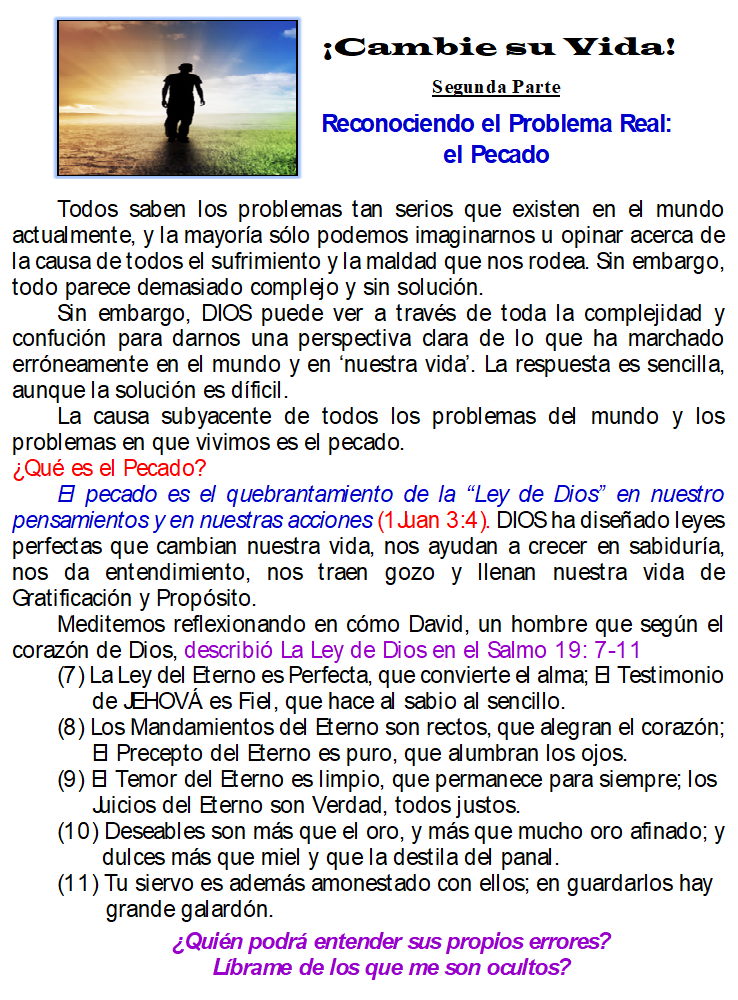 ¡Cambie su Vida!
Segunda Parte
Reconociendo el Problema Real:
el Pecado
Todos saben los problemas tan serios que existen en el mundo
actualmente, y la mayoría sólo podemos imaginarnos u opinar acerca de
la causa de todos el sufrimiento y la maldad que nos rodea. Sin embargo,
todo parece demasiado complejo y sin solución.
Sin embargo, DIOS puede ver a través de toda la complejidad y
confución para darnos una perspectiva clara de lo que ha marchado
erróneamente en el mundo y en ‘nuestra vida’. La respuesta es sencilla,
aunque la solución es díficil.
La causa subyacente de todos los problemas del mundo y los
problemas en que vivimos es el pecado.
¿Qué es el Pecado?
El pecado es el quebrantamiento de la “Ley de Dios” en nuestro
pensamientos y en nuestras acciones (1Juan 3:4). DIOS ha diseñado leyes
perfectas que cambian nuestra vida, nos ayudan a crecer en sabiduría,
nos da entendimiento, nos traen gozo y llenan nuestra vida de
Gratificación y Propósito.
Meditemos reflexionando en cómo David, un hombre que según el
corazón de Dios, describió La Ley de Dios en el Salmo 19: 7-11
(7) La Ley del Eterno es Perfecta, que convierte el alma; El Testimonio
de JEHOVÁ es Fiel, que hace al sabio al sencillo.
(8) Los Mandamientos del Eterno son rectos, que alegran el corazón;
El Precepto del Eterno es puro, que alumbran los ojos.
(9) El Temor del Eterno es limpio, que permanece para siempre; los
Juicios del Eterno son Verdad, todos justos.
(10) Deseables son más que el oro, y más que mucho oro afinado; y
dulces más que miel y que la destila del panal.
(11) Tu siervo es además amonestado con ellos; en guardarlos hay
grande galardón.
¿Quién podrá entender sus propios errores?
Líbrame de los que me son ocultos?